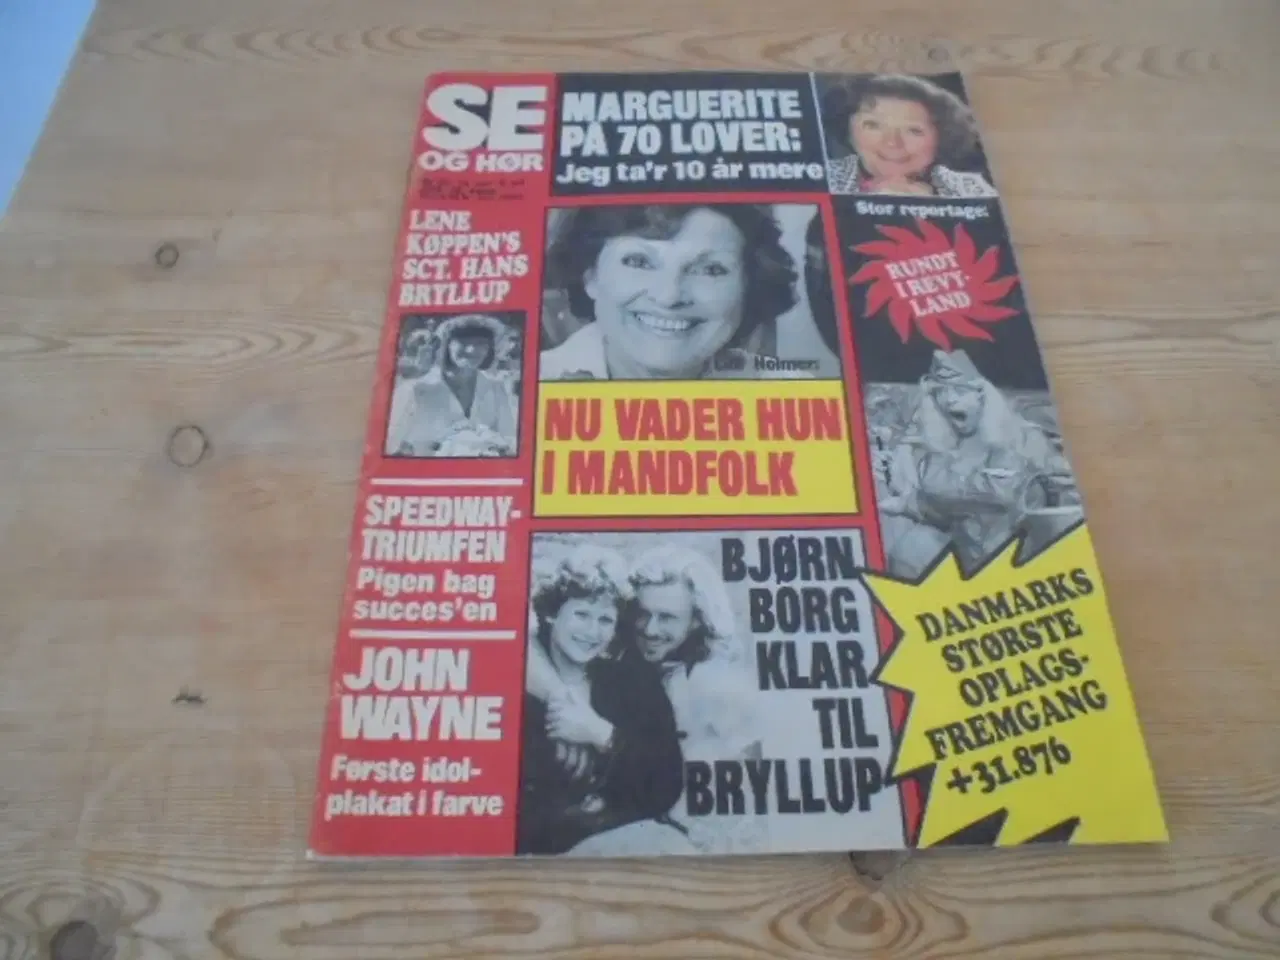 SE
OG HØR
MARGUERITE
PÅ 70 LOVER:
Jeg ta'r 10 år mere
LENE
KØPPEN'S
SCT. HANS
BRYLLUP
SPEEDWAY-
TRIUMFEN
Pigen bag
succes'en
JOHN
WAYNE
Første idol-
plakat i farve
NU VADER HUN
I MANDFOLK
BJØRN
BORG
KLAR
TIL
BRYLLUP
Stor reportage:
RUNDT
I REVY-
LAND
DANMARKS
STØRSTE
OPLAGS-
FREMGANG
+31.876